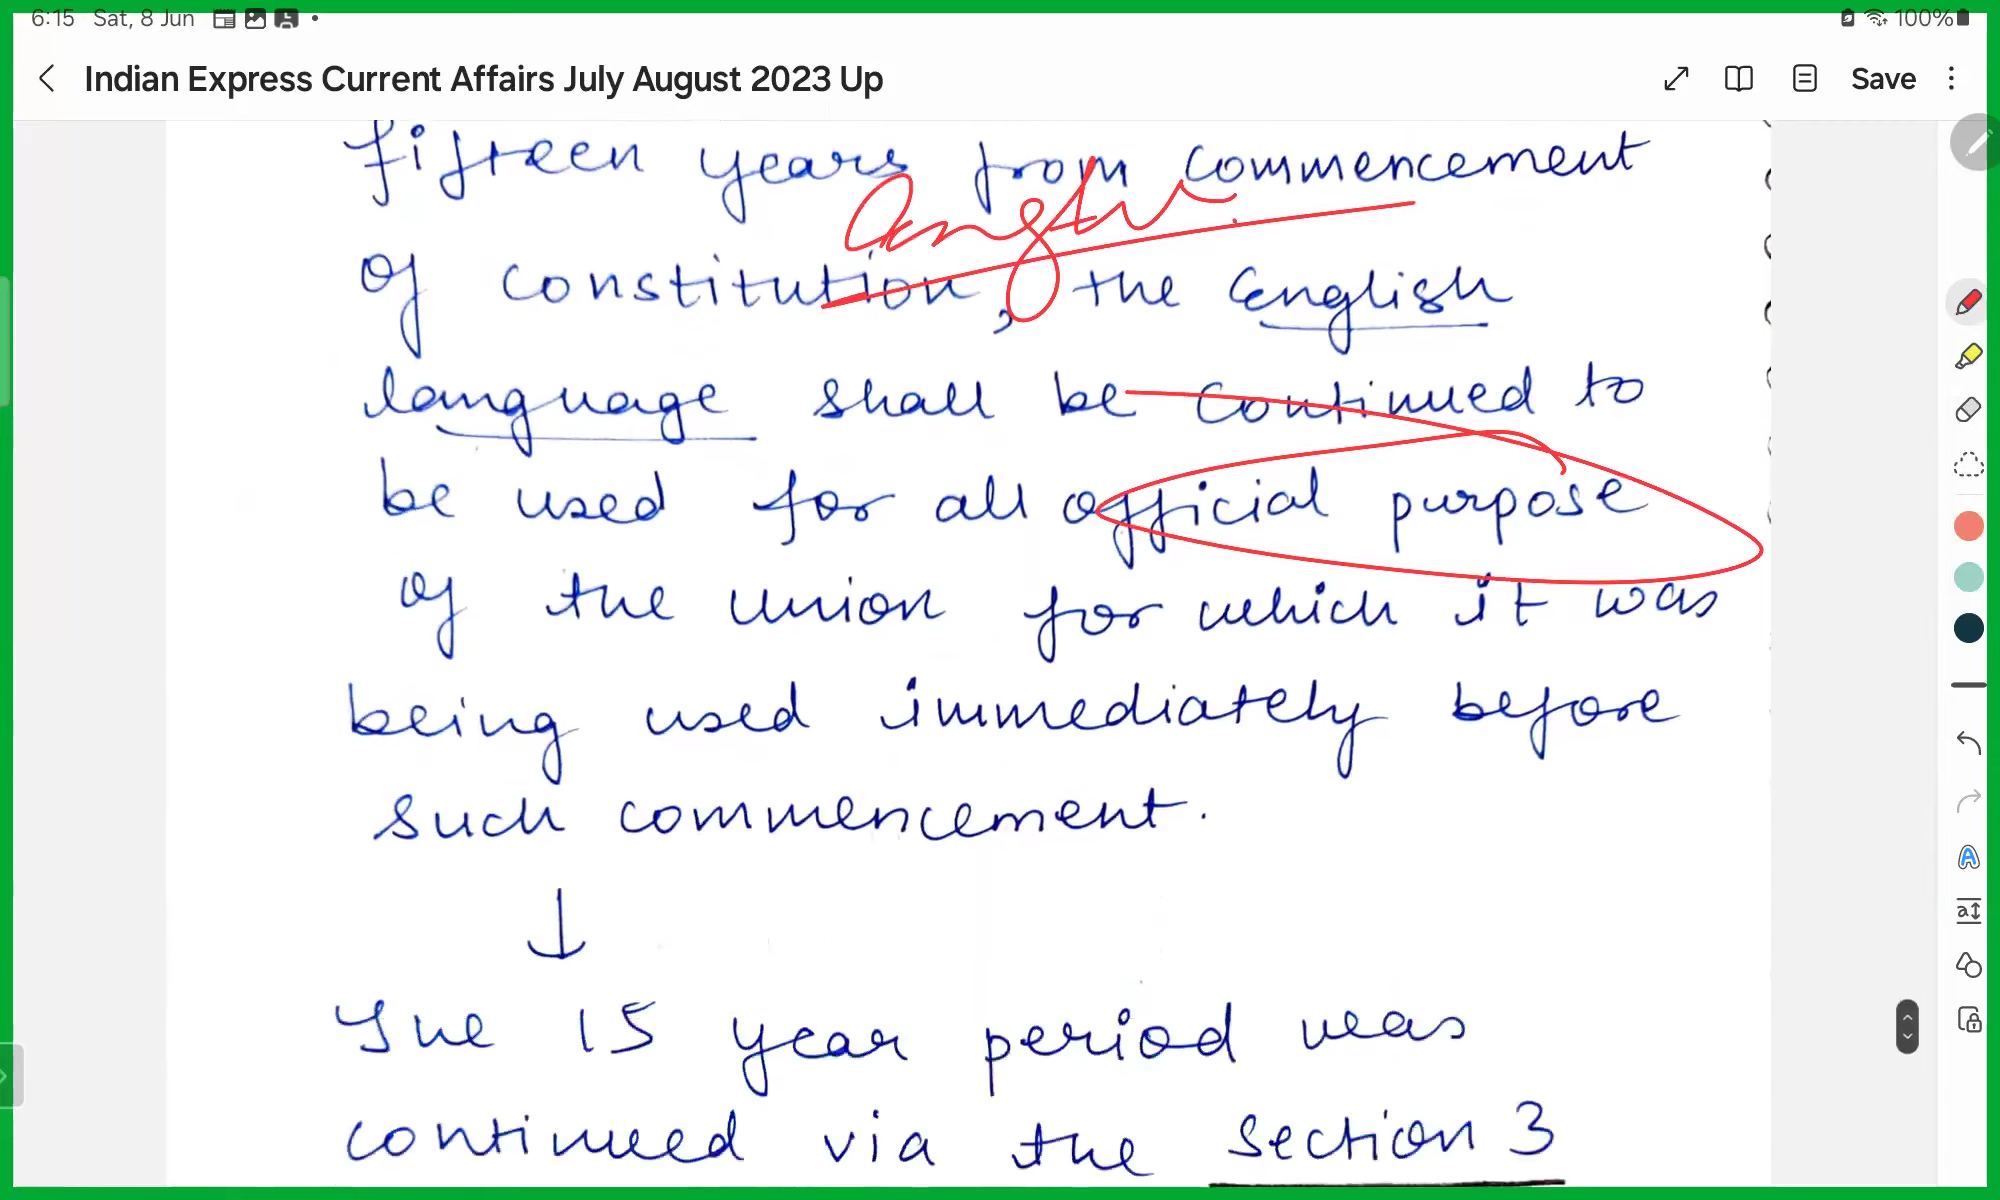 6:15 Sat, 8 Jun 100%
Indian Express Current Affairs July August 2023 Up
Save
fifteen years from commencement
of constitution, the English
language shall be continued to
be used for all official purpose
of the union for which it was
being used immediately before
such commencement.
↓
The 15 year period was
continued via the section 3